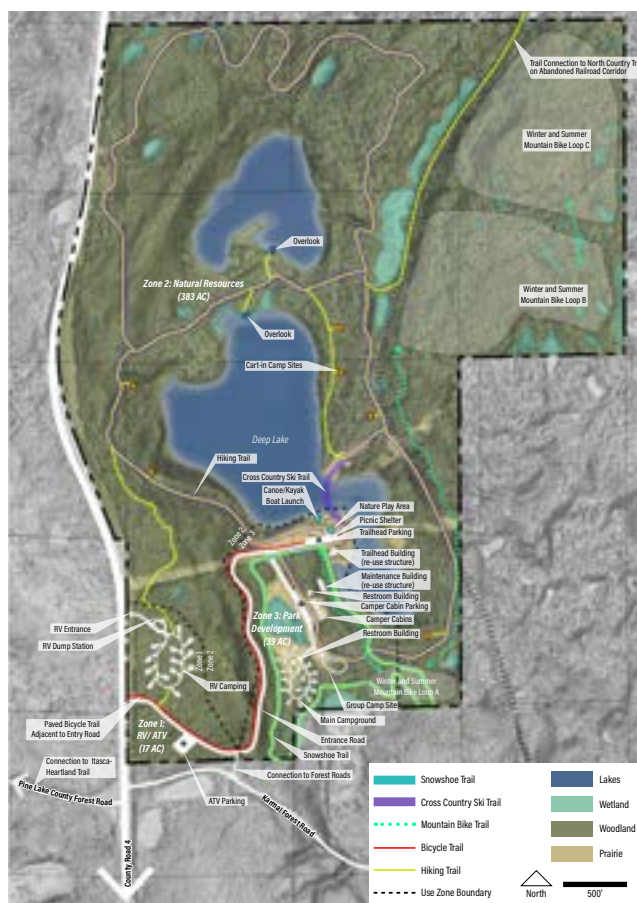 Trail Connection to North Country Tr
on Abandoned Railroad Corridor
Winter and Summer
Mountain Bike Loop C
Overlook
Zone 2: Natural Resources
(383 AC)
Winter and Summer
Mountain Bike Loop B
Overlook
Cart-in Camp Sites
Deep Lake
Hiking Trail
Cross Country Ski Trail
Canoe/Kayak
Boat Launch
Nature Play Area
Picnic Shelter
Trailhead Parking
Zone 2
Zone 3
Trailhead Building
(re-use structure)
Maintenance Building
(re-use structure)
Restroom Building
Camper Cabin Parking
Camper Cabins
Restroom Building
Zone 3: Park
Development
(39 AC)
RV Entrance
RV Dump Station
Zone 1
Zone 2
RV Camping
Winter and Summer
Mountain Bike Loop A
Group Camp Site
Main Campground
Paved Bicycle Trail
Adjacent to Entry Road
Zone 1:
RV/ ATV
(17 AC)
Entrance Road
Snowshoe Trail
Connection to Itasca-
Heartland Trail
Connection to Forest Roads
Pine Lake County Forest Road
ATV Parking
Karmal Forest Road
County Road 4
Snowshoe Trail
Cross Country Ski Trail
Mountain Bike Trail
Bicycle Trail
Hiking Trail
Use Zone Boundary
Lakes
Wetland
Woodland
Prairie
North
500'